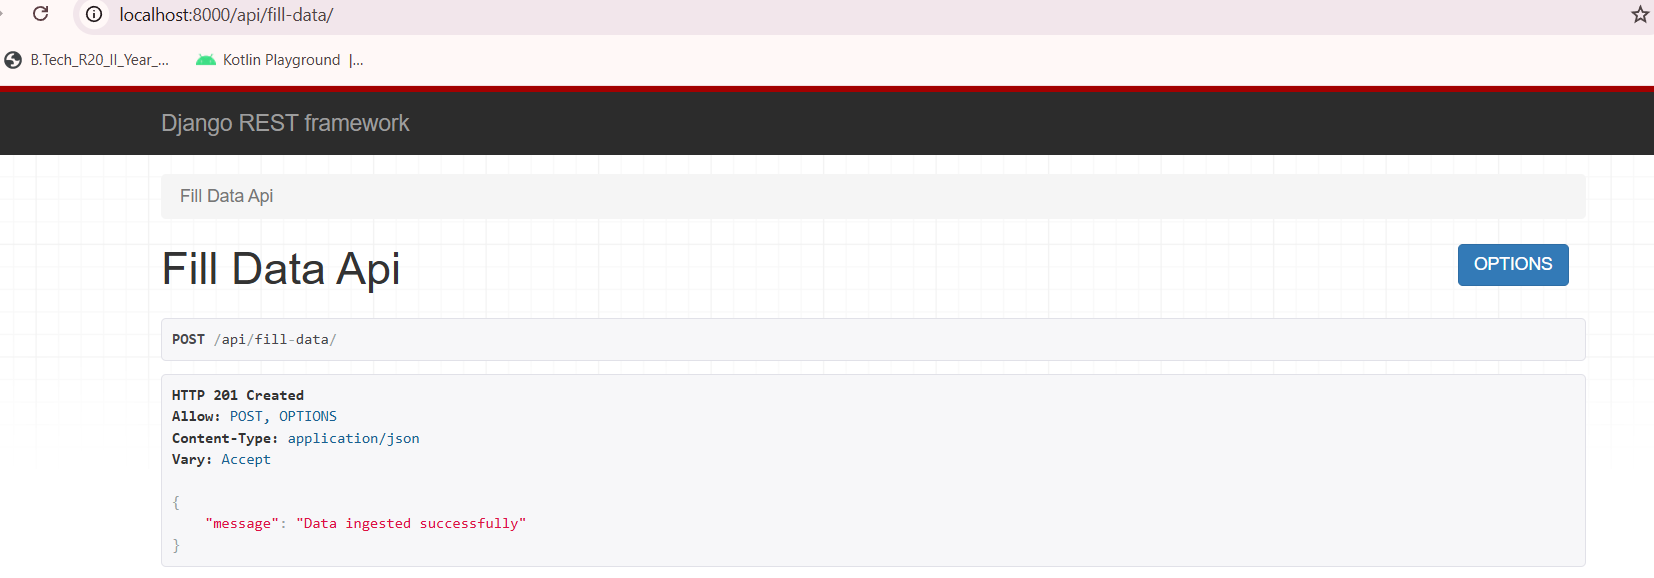 localhost:8000/api/fill-data/
B.Tech_R20_II_Year_... Kotlin Playground |...
Django REST framework
Fill Data Api
Fill Data Api
OPTIONS
POST /api/fill-data/
HTTP 201 Created
Allow: POST, OPTIONS
Content-Type: application/json
Vary: Accept
{
"message": "Data ingested successfully"
}